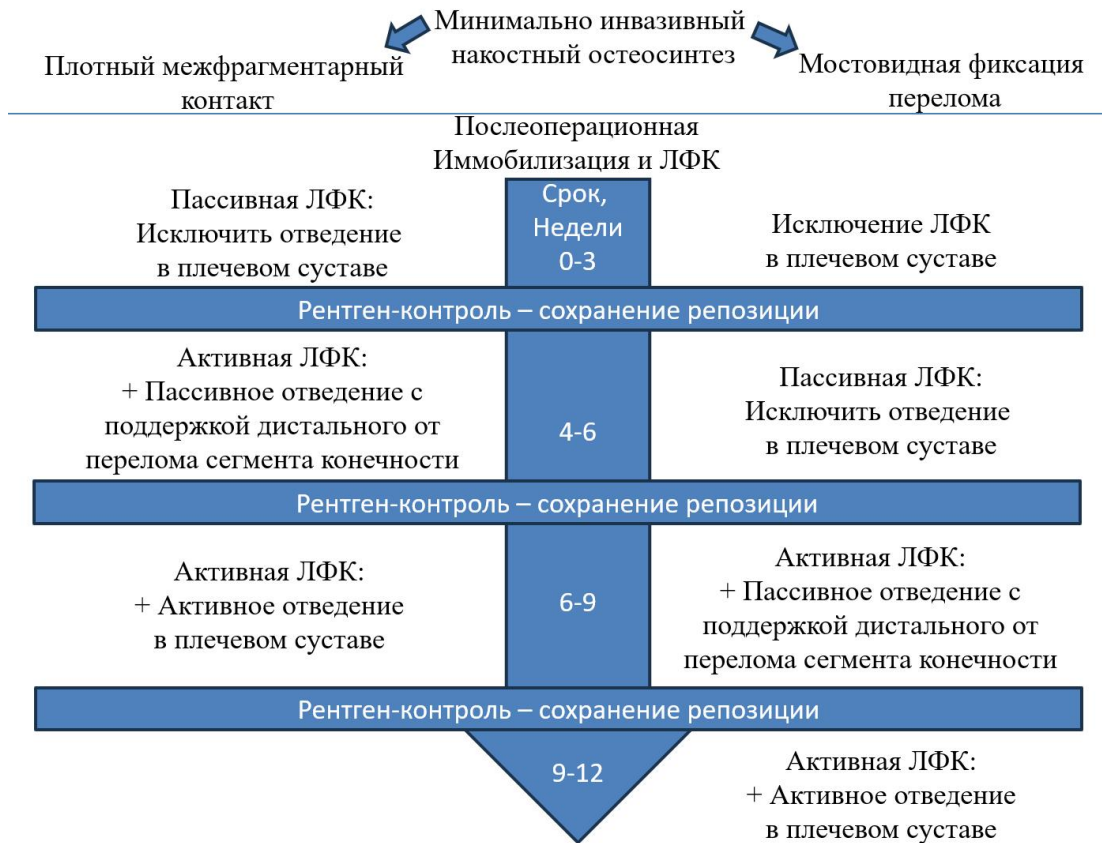 Минимально инвазивный
накостный остеосинтез
Плотный межфрагментарный
контакт
Мостовидная фиксация
перелома
Послеоперационная
Иммобилизация и ЛФК
Пассивная ЛФК:
Исключить отведение
в плечевом суставе
Срок,
Недели
0-3
Исключение ЛФК
в плечевом суставе
Рентген-контроль – сохранение репозиции
Активная ЛФК:
+ Пассивное отведение с
поддержкой дистального от
перелома сегмента конечности
4-6
Пассивная ЛФК:
Исключить отведение
в плечевом суставе
Рентген-контроль – сохранение репозиции
Активная ЛФК:
+ Активное отведение
в плечевом суставе
6-9
Активная ЛФК:
+ Пассивное отведение с
поддержкой дистального от
перелома сегмента конечности
Рентген-контроль – сохранение репозиции
9-12
Активная ЛФК:
+ Активное отведение
в плечевом суставе